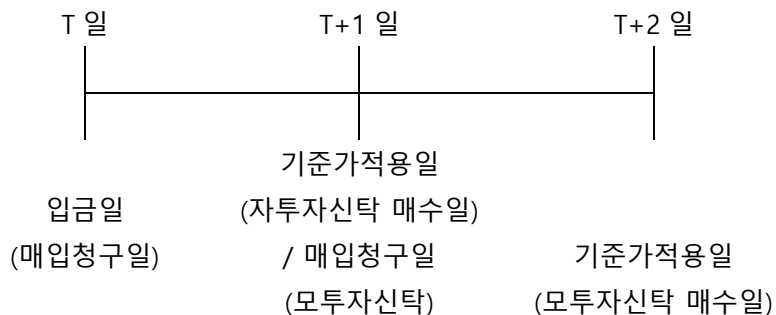 T 일
T+1 일
T+2 일
입금일
(매입청구일)
기준가적용일
(자투자신탁 매수일)
/ 매입청구일
(모투자신탁)
기준가적용일
(모투자신탁 매수일)